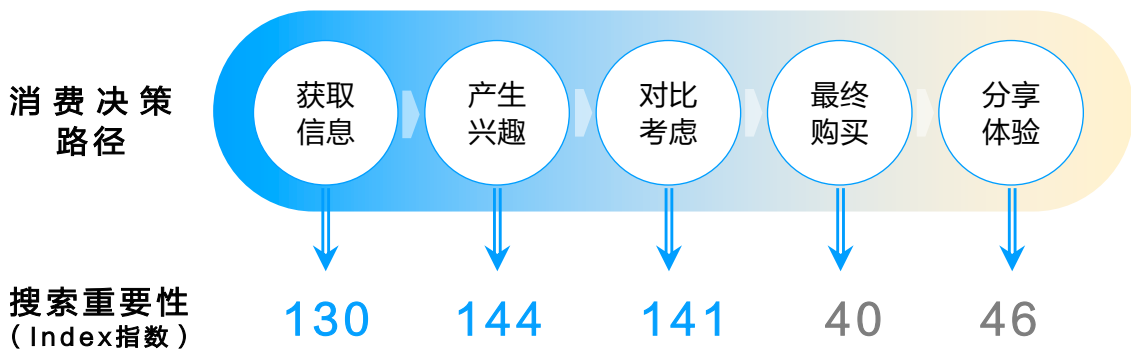 消费决策
路径
获取
信息
产生
兴趣
对比
考虑
最终
购买
分享
体验
搜索重要性
（Index指数）
130
144
141
40
46